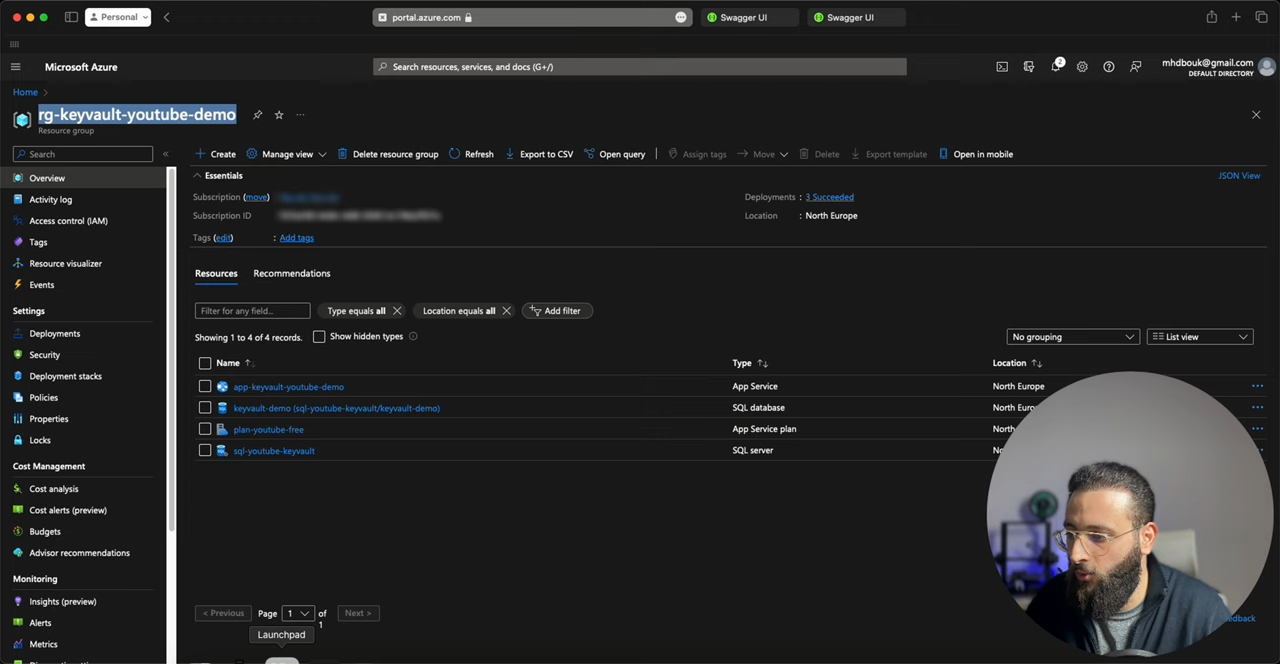 Personal
portal.azure.com
Swagger UI
Swagger UI
Microsoft Azure
Search resources, services, and docs (G+/)
2
mhdbouk@gmail.com
DEFAULT DIRECTORY
Home
rg-keyvault-youtube-demo
Resource group
Search
Create
Manage view
Delete resource group
Refresh
Export to CSV
Open query
Assign tags
Move
Delete
Export template
Open in mobile
Overview
Activity log
Access control (IAM)
Tags
Resource visualizer
Events
Settings
Deployments
Security
Deployment stacks
Policies
Properties
Locks
Cost Management
Cost analysis
Cost alerts (preview)
Budgets
Advisor recommendations
Monitoring
Insights (preview)
Alerts
Metrics
Essentials
JSON View
Subscription (move) :
Deployments : 3 Succeeded
Subscription ID
Location : North Europe
Tags (edit) : Add tags
Resources Recommendations
Filter for any field...
Type equals all
Location equals all
Add filter
Showing 1 to 4 of 4 records.
Show hidden types
No grouping
List view
Name Type Location
app-keyvault-youtube-demo App Service North Europe
keyvault-demo (sql-youtube-keyvault/keyvault-demo) SQL database North
plan-youtube-free App Service plan North
sql-youtube-keyvault SQL server
< Previous Page 1 of 1 Next >
Launchpad